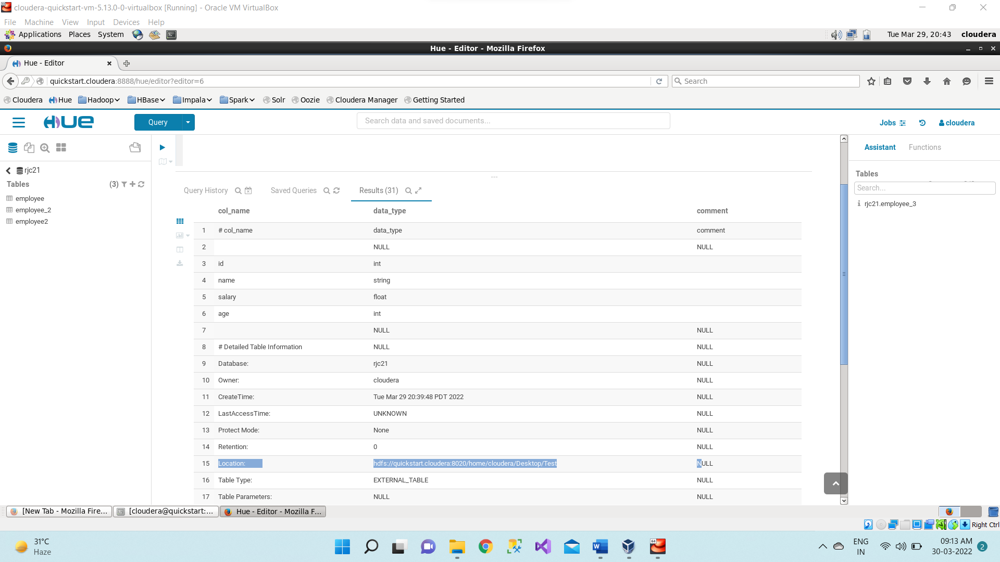 cloudera-quickstart-vm-5.13.0-0-virtualbox [Running] - Oracle VM VirtualBox
File Machine View Input Devices Help
Applications Places System Tue Mar 29, 20:43 cloudera
Hue - Editor - Mozilla Firefox
Hue - Editor
quickstart.cloudera:8888/hue/editor?editor=6 Search
Cloudera Hue Hadoop HBase Impala Spark Solr Oozie Cloudera Manager Getting Started
HUE Query Search data and saved documents... Jobs cloudera
Assistant Functions
rjc21
Tables (3)
employee
employee_2
employee2
Query History Saved Queries Results (31)
col_name data_type comment
1 # col_name data_type comment
2 NULL NULL
3 id int
4 name string
5 salary float
6 age int
7 NULL NULL
8 # Detailed Table Information NULL NULL
9 Database: rjc21 NULL
10 Owner: cloudera NULL
11 CreateTime: Tue Mar 29 20:39:48 PDT 2022 NULL
12 LastAccessTime: UNKNOWN NULL
13 Protect Mode: None NULL
14 Retention: 0 NULL
15 Location: hdfs://quickstart.cloudera:8020/home/cloudera/Desktop/Test NULL
16 Table Type: EXTERNAL_TABLE NULL
17 Table Parameters: NULL NULL
Tables
Search...
rjc21.employee_3
[New Tab - Mozilla Fire... [cloudera@quickstart:... Hue - Editor - Mozilla F...
Right Ctrl
31°C
Haze
64
ENG
IN
09:13 AM
30-03-2022
2